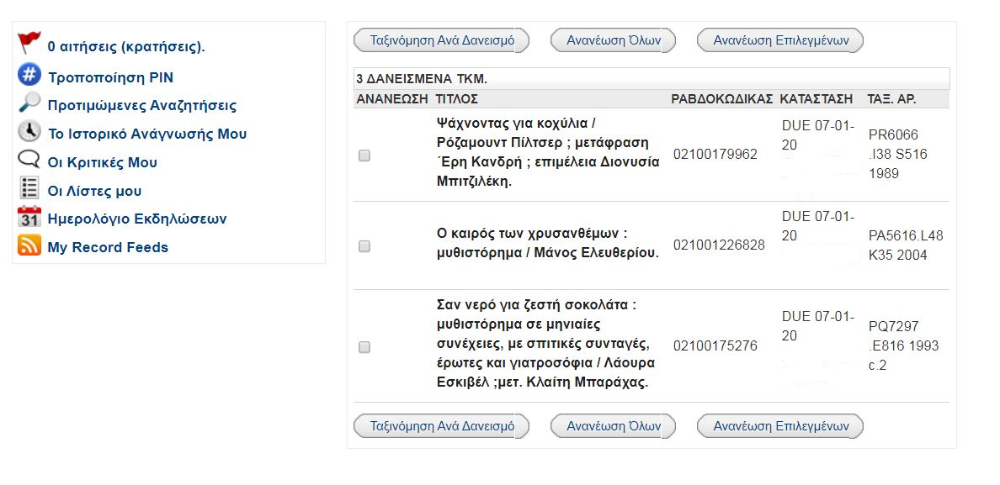 0 αιτήσεις (κρατήσεις).
Τροποποίηση PIN
Προτιμώμενες Αναζητήσεις
Το Ιστορικό Ανάγνωσής Μου
Οι Κριτικές Μου
Οι Λίστες μου
31 Ημερολόγιο Εκδηλώσεων
My Record Feeds
Ταξινόμηση Ανά Δανεισμό Ανανέωση Όλων Ανανέωση Επιλεγμένων
3 ΔΑΝΕΙΣΜΕΝΑ ΤΚΜ.
ΑΝΑΝΕΩΣΗ ΤΙΤΛΟΣ ΡΑΒΔΟΚΩΔΙΚΑΣ ΚΑΤΑΣΤΑΣΗ ΤΑΞ. ΑΡ.
Ψάχνοντας για κοχύλια /
Ρόζαμουντ Πίλτσερ ; μετάφραση
΄Ερη Κανδρή ; επιμέλεια Διονυσία
Μπιτζιλέκη.
02100179962
DUE 07-01-
20
PR6066
.I38 S516
1989
Ο καιρός των χρυσανθέμων :
μυθιστόρημα / Μάνος Ελευθερίου.
021001226828
DUE 07-01-
20
PA5616.L48
K35 2004
Σαν νερό για ζεστή σοκολάτα :
μυθιστόρημα σε μηνιαίες
συνέχειες, με σπιτικές συνταγές,
έρωτες και γιατροσόφια / Λάουρα
Εσκιβέλ ;μετ. Κλαίτη Μπαράχας.
02100175276
DUE 07-01-
20
PQ7297
.E816 1993
c.2
Ταξινόμηση Ανά Δανεισμό Ανανέωση Όλων Ανανέωση Επιλεγμένων